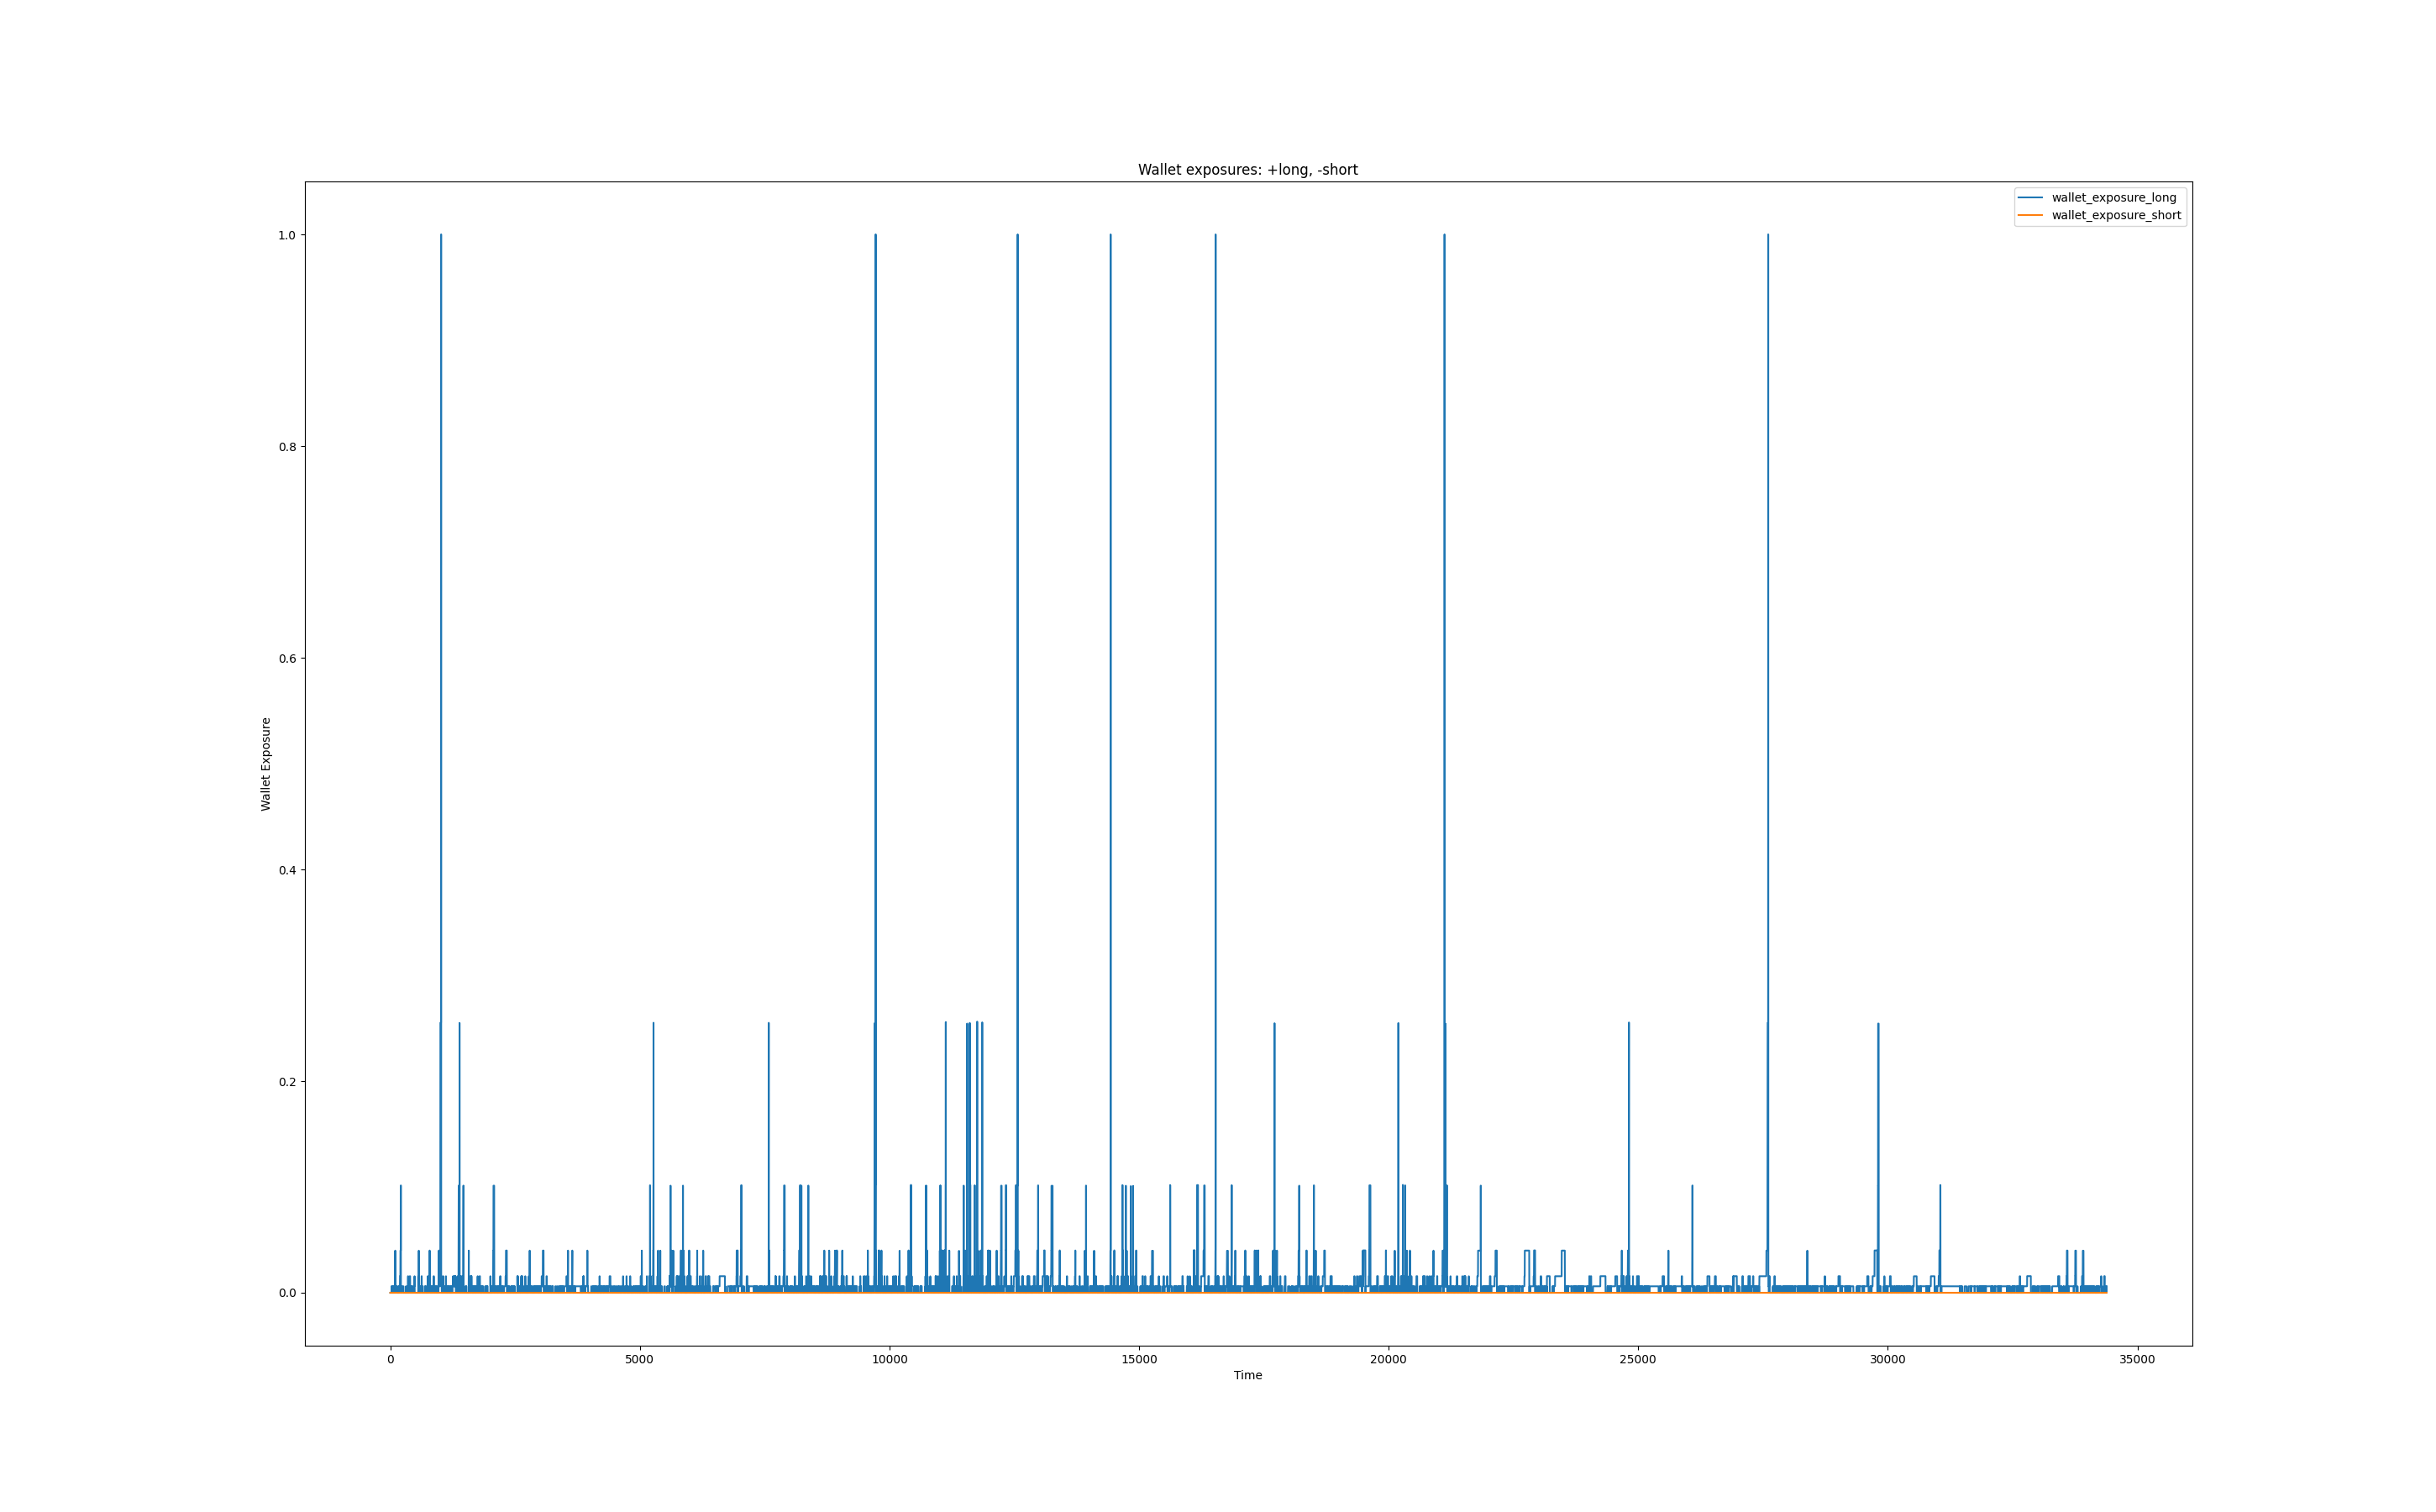 Wallet exposures: +long, -short
wallet_exposure_long
wallet_exposure_short
1.0
0.8
0.6
0.4
0.2
0.0
Wallet Exposure
0 5000 10000 15000 20000 25000 30000 35000
Time